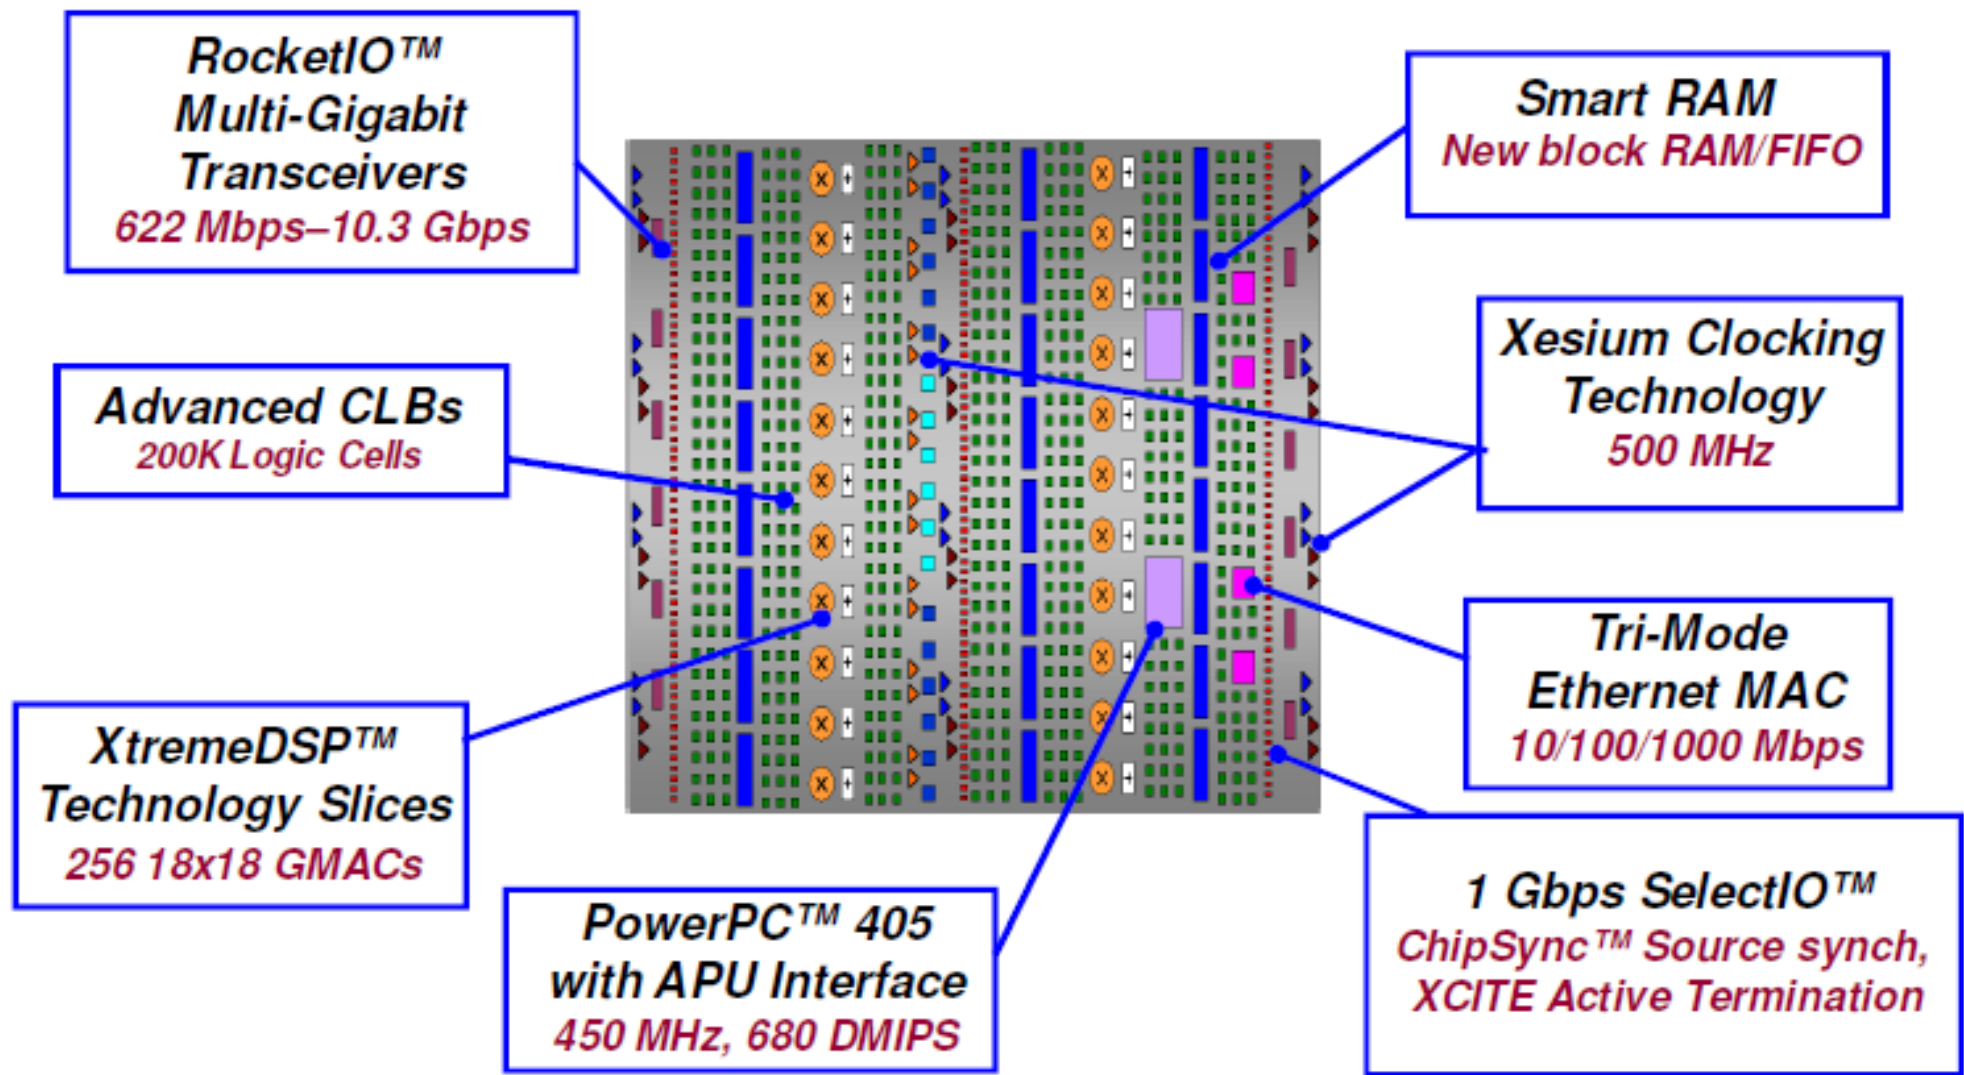 RocketIO™
Multi-Gigabit
Transceivers
622 Mbps–10.3 Gbps
Smart RAM
New block RAM/FIFO
Xesium Clocking
Technology
500 MHz
Advanced CLBs
200K Logic Cells
Tri-Mode
Ethernet MAC
10/100/1000 Mbps
XtremeDSP™
Technology Slices
256 18x18 GMACs
PowerPC™ 405
with APU Interface
450 MHz, 680 DMIPS
1 Gbps SelectIO™
ChipSync™ Source synch,
XCITE Active Termination